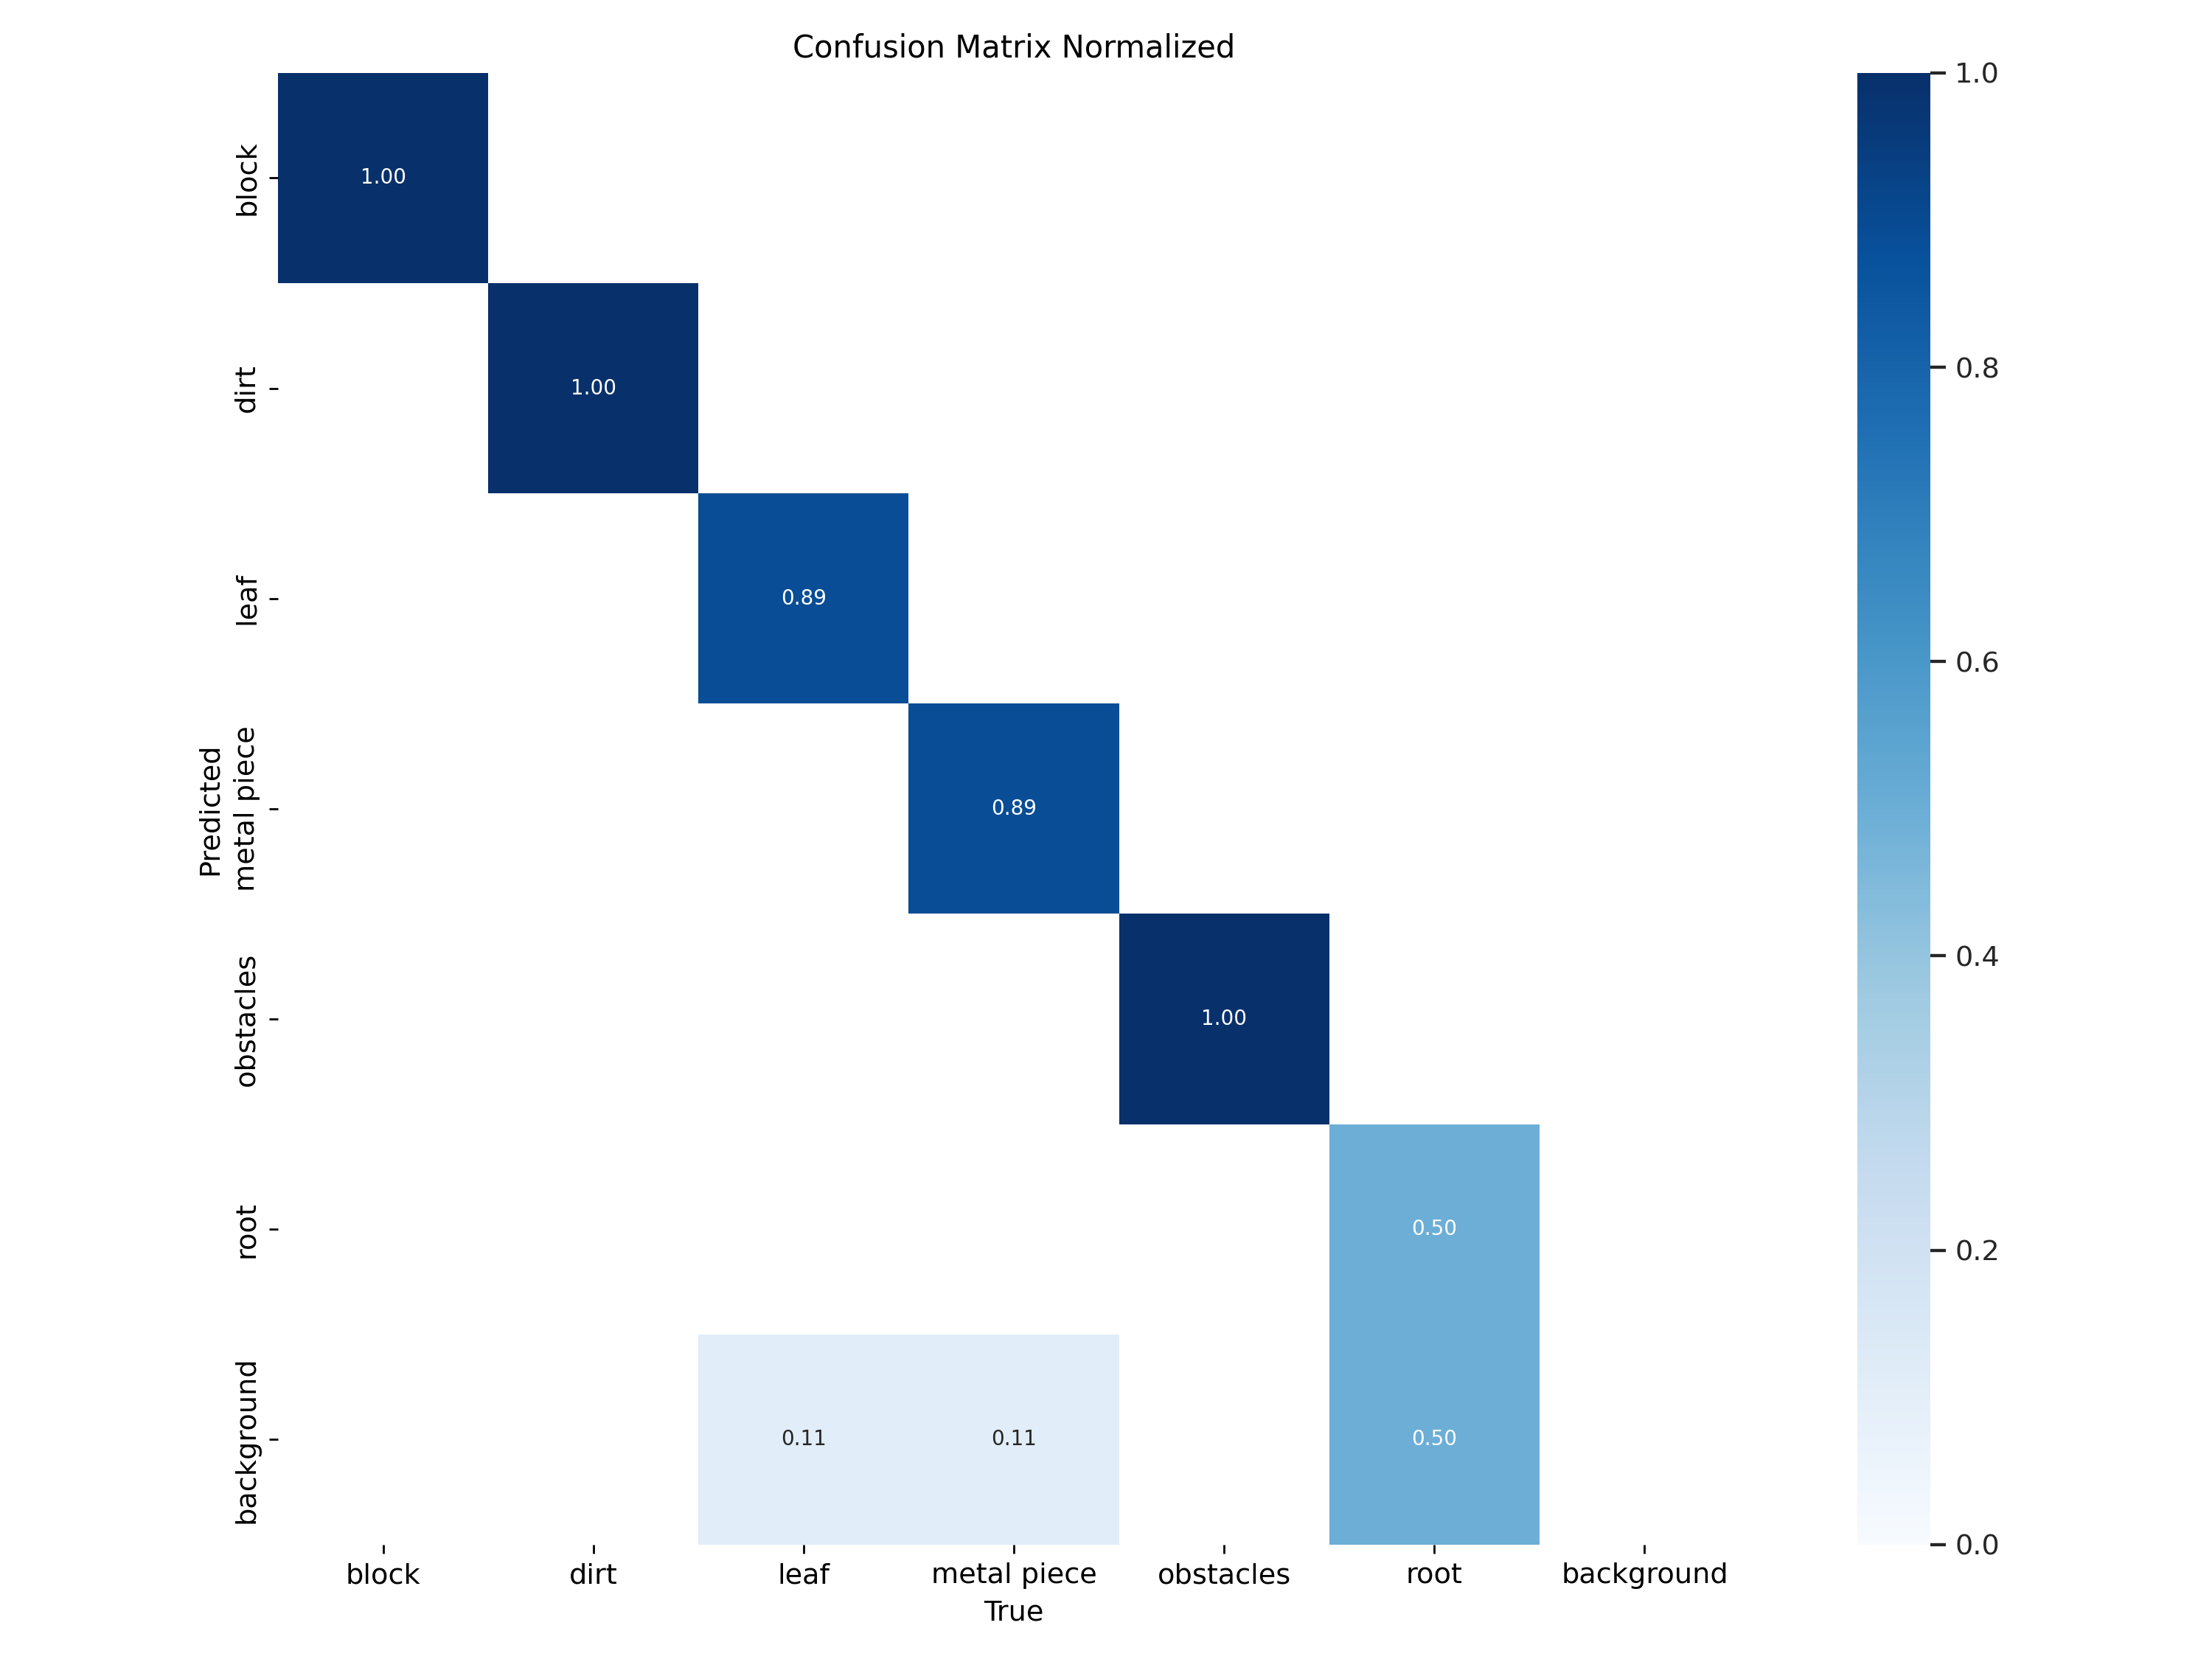 Confusion Matrix Normalized
block
dirt
leaf
metal piece
obstacles
root
background
Predicted
1.00
1.00
0.89
0.89
1.00
0.50
0.11 0.11 0.50
block dirt leaf metal piece obstacles root background
True
1.0
0.8
0.6
0.4
0.2
0.0